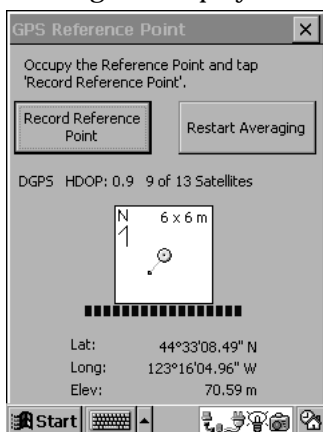 GPS Reference Point
Occupy the Reference Point and tap
'Record Reference Point'.
Record Reference
Point
Restart Averaging
DGPS HDOP: 0.9 9 of 13 Satellites
N 6 x 6 m
Lat: 44°33'08.49" N
Long: 123°16'04.96" W
Elev: 70.59 m
Start